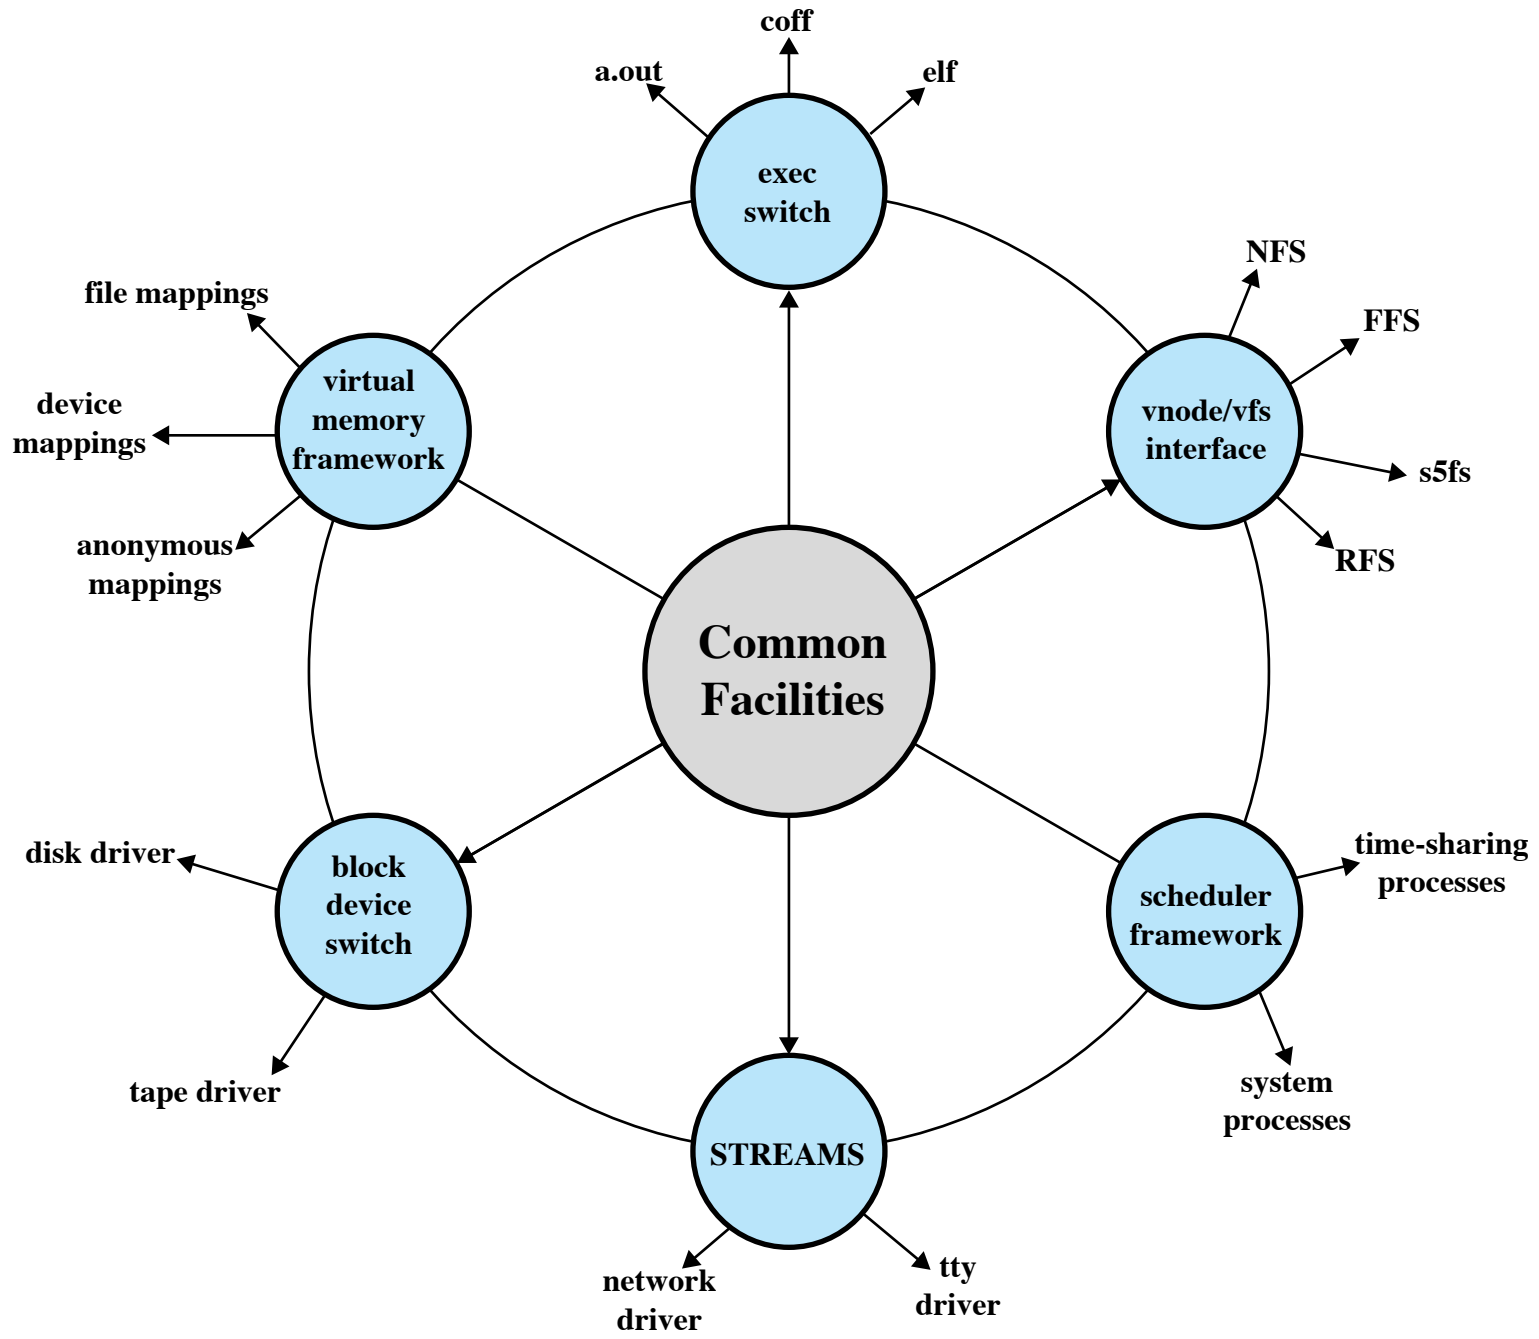 coff
a.out
elf
exec
switch
NFS
file mappings
FFS
virtual
memory
framework
device
mappings
vnode/vfs
interface
s5fs
anonymous
mappings
RFS
Common
Facilities
disk driver
block
device
switch
time-sharing
processes
scheduler
framework
tape driver
system
processes
STREAMS
network
driver
tty
driver